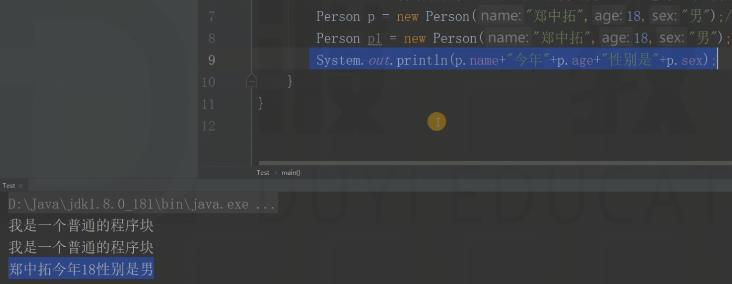 7 Person p = new Person( name: "郑中拓", age: 18, sex: "男");/
8 Person p1 = new Person( name: "郑中拓", age: 18, sex: "男");
9 System.out.println(p.name+"今年"+p.age+"性别是"+p.sex);
10 }
11 }
12
Test › main()
Test ×
D:\Java\jdk1.8.0_181\bin\java.exe ...
我是一个普通的程序块
我是一个普通的程序块
郑中拓今年18性别是男